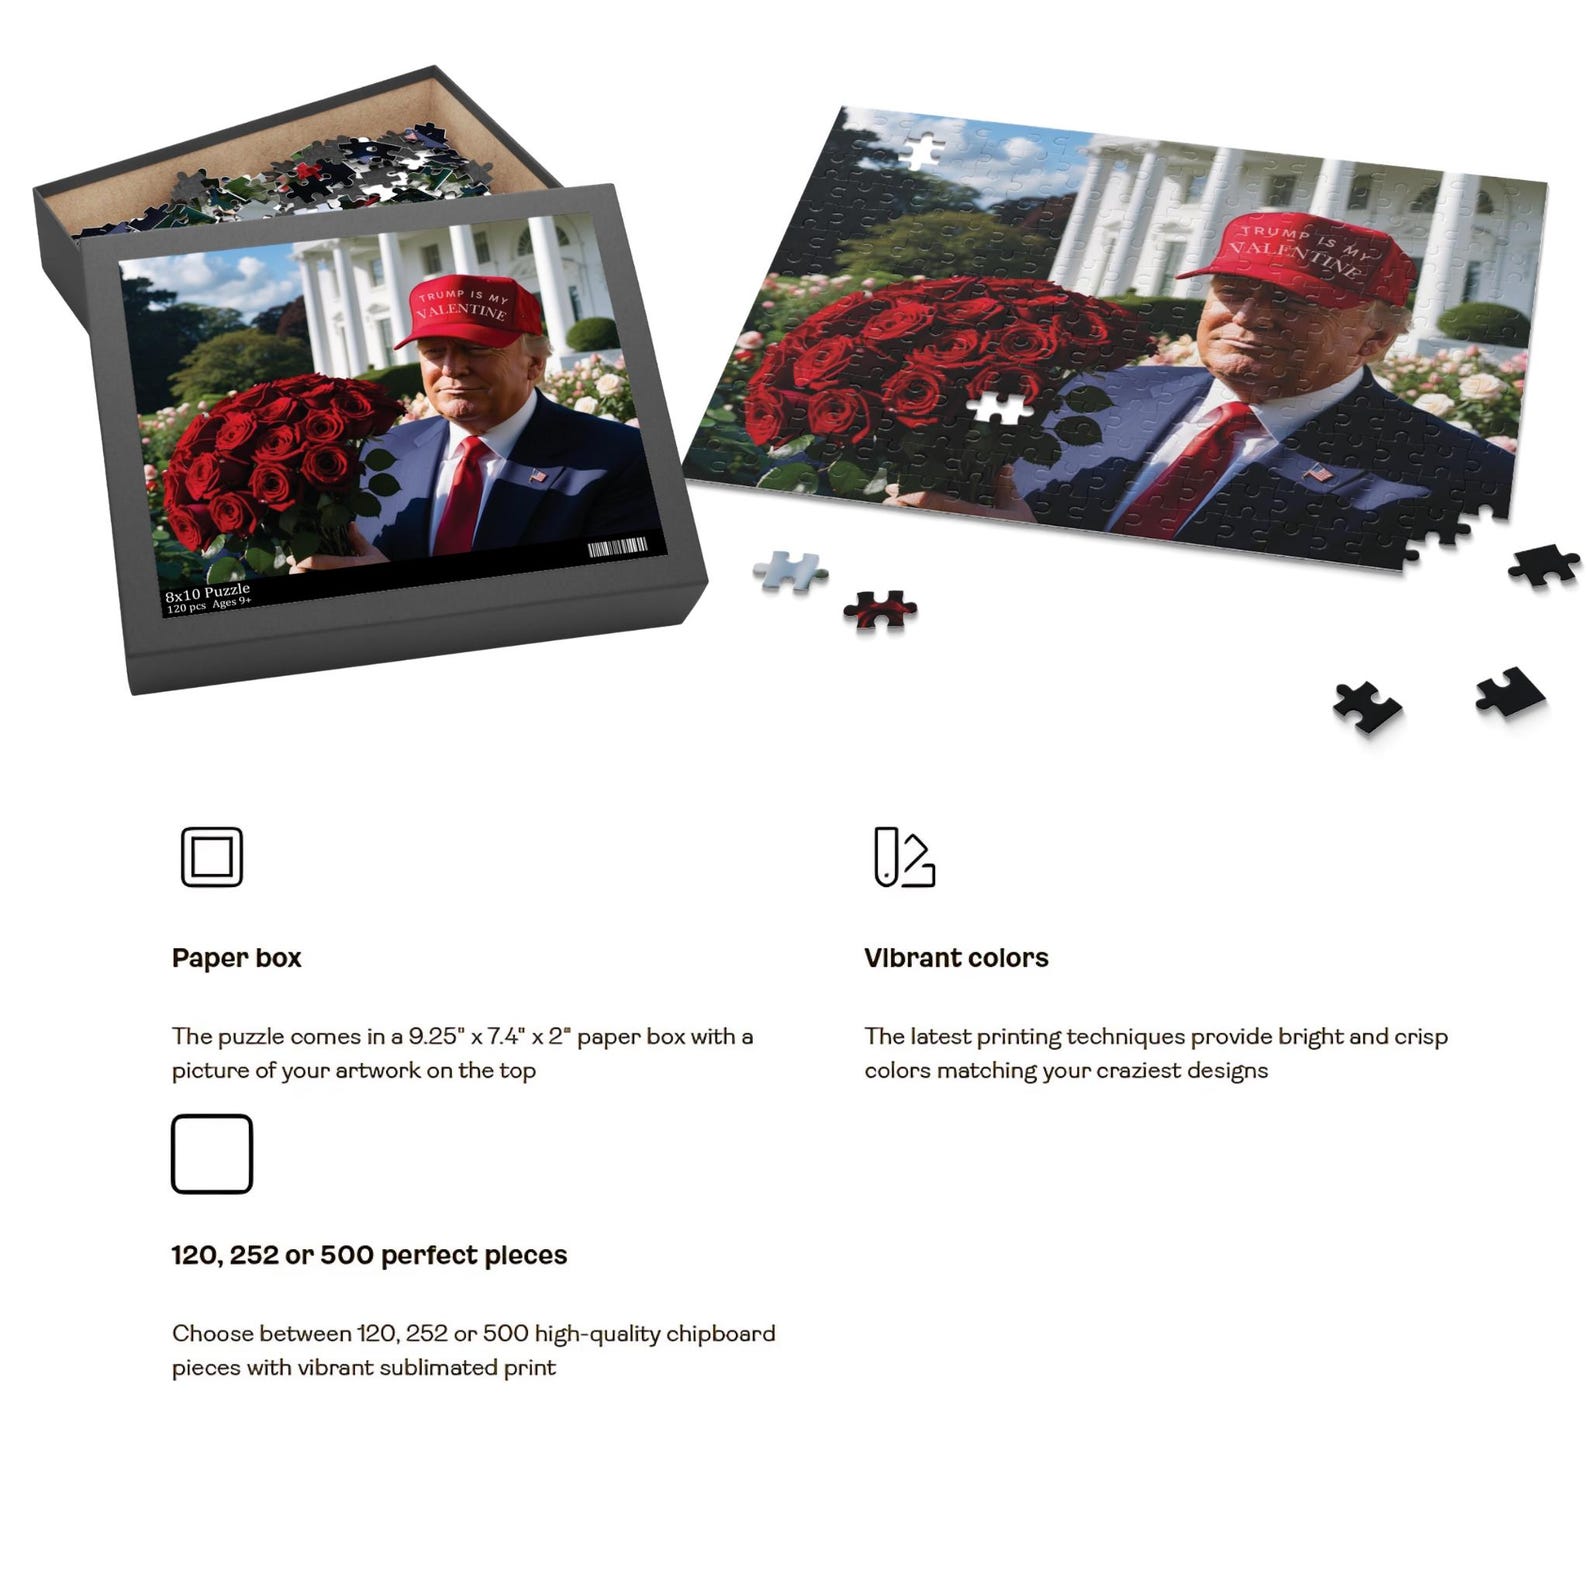 TRUMP IS MY
VALENTINE
8x10 Puzzle
120 pcs Ages 9+
TRUMP IS MY
VALENTINE
Paper box
The puzzle comes in a 9.25" x 7.4" x 2" paper box with a
picture of your artwork on the top
Vibrant colors
The latest printing techniques provide bright and crisp
colors matching your craziest designs
120, 252 or 500 perfect pieces
Choose between 120, 252 or 500 high-quality chipboard
pieces with vibrant sublimated print